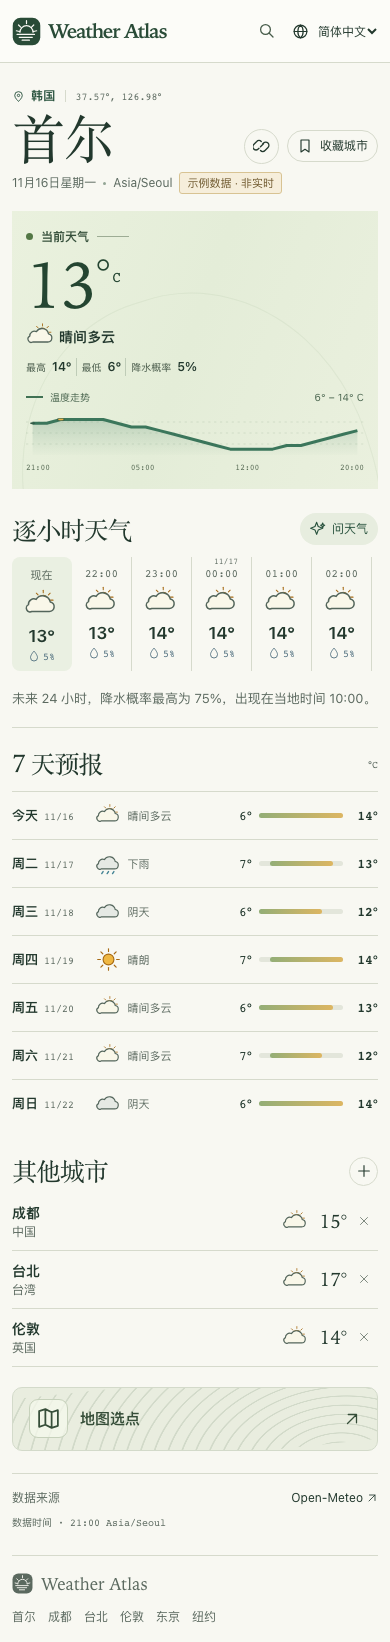 Weather Atlas 简体中文
韩国 37.57°, 126.98°
首尔
收藏城市
11月16日星期一 • Asia/Seoul 示例数据 · 非实时
当前天气
13°C
晴间多云
最高 14° 最低 6° 降水概率 5%
温度走势 6° – 14° C
21:00 05:00 12:00 20:00
逐小时天气 问天气
11/17
现在 22:00 23:00 00:00 01:00 02:00
13° 13° 14° 14° 14° 14°
5% 5% 5% 5% 5% 5%
未来 24 小时，降水概率最高为 75%，出现在当地时间 10:00。
7 天预报 °C
今天 11/16 晴间多云 6° 14°
周二 11/17 下雨 7° 13°
周三 11/18 阴天 6° 12°
周四 11/19 晴朗 7° 14°
周五 11/20 晴间多云 6° 13°
周六 11/21 晴间多云 7° 12°
周日 11/22 阴天 6° 14°
其他城市
成都
中国
15°
台北
台湾
17°
伦敦
英国
14°
地图选点
数据来源 Open-Meteo
数据时间 · 21:00 Asia/Seoul
Weather Atlas
首尔 成都 台北 伦敦 东京 纽约